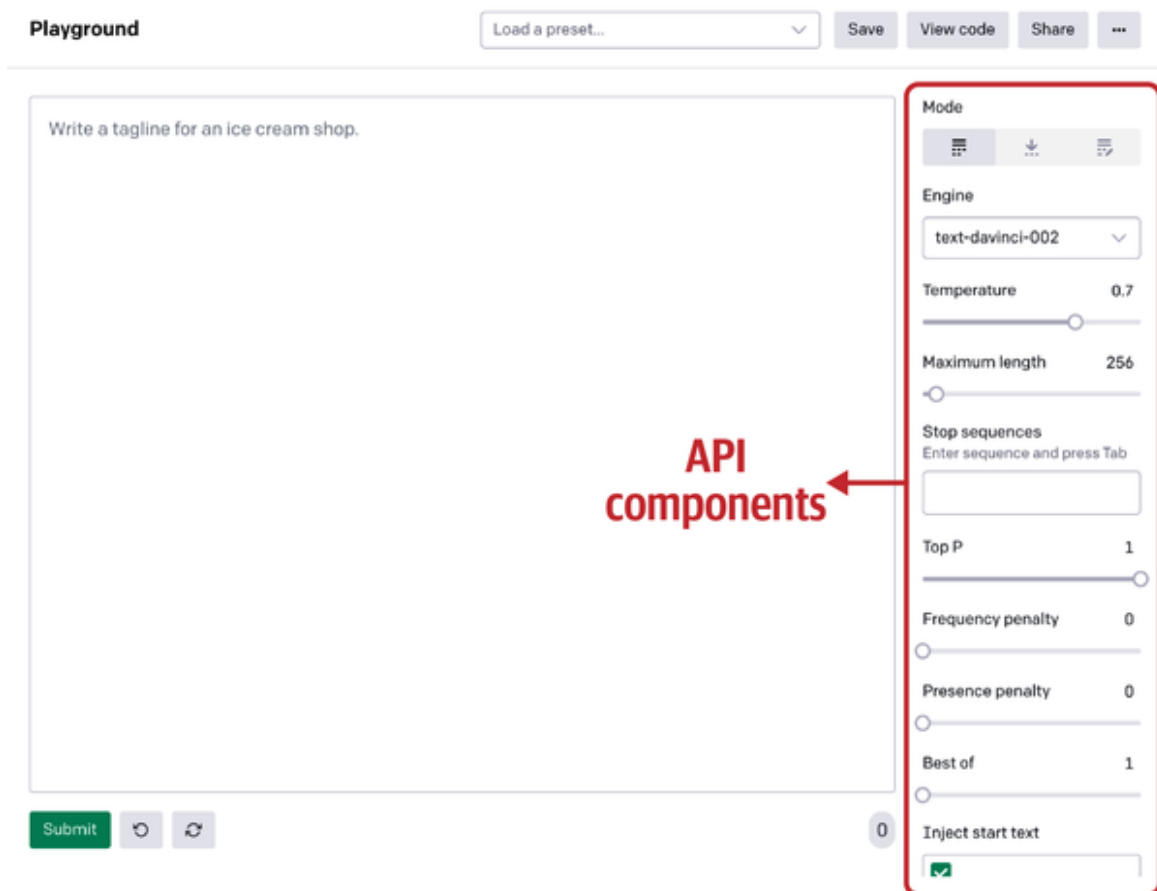 Playground
Load a preset...
Save
View code
Share
Write a tagline for an ice cream shop.
Mode
Engine
text-davinci-002
Temperature 0.7
Maximum length 256
Stop sequences
Enter sequence and press Tab
API
components
Top P 1
Frequency penalty 0
Presence penalty 0
Best of 1
Inject start text
Submit
0